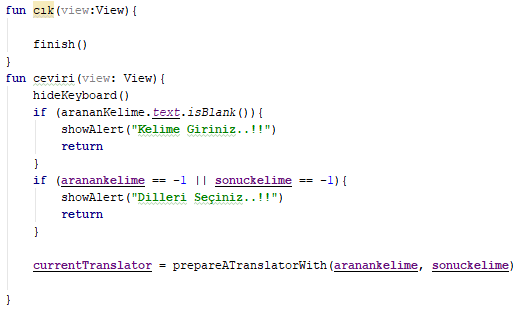 fun cık(view:View){
finish()
}
fun ceviri(view: View){
hideKeyboard()
if (arananKelime.text.isBlank()){
showAlert("Kelime Giriniz..!!")
return
}
if (aranankelime == -1 || sonuckelime == -1){
showAlert("Dilleri Seçiniz..!!")
return
}
currentTranslator = prepareATranslatorWith(aranankelime, sonuckelime)
}